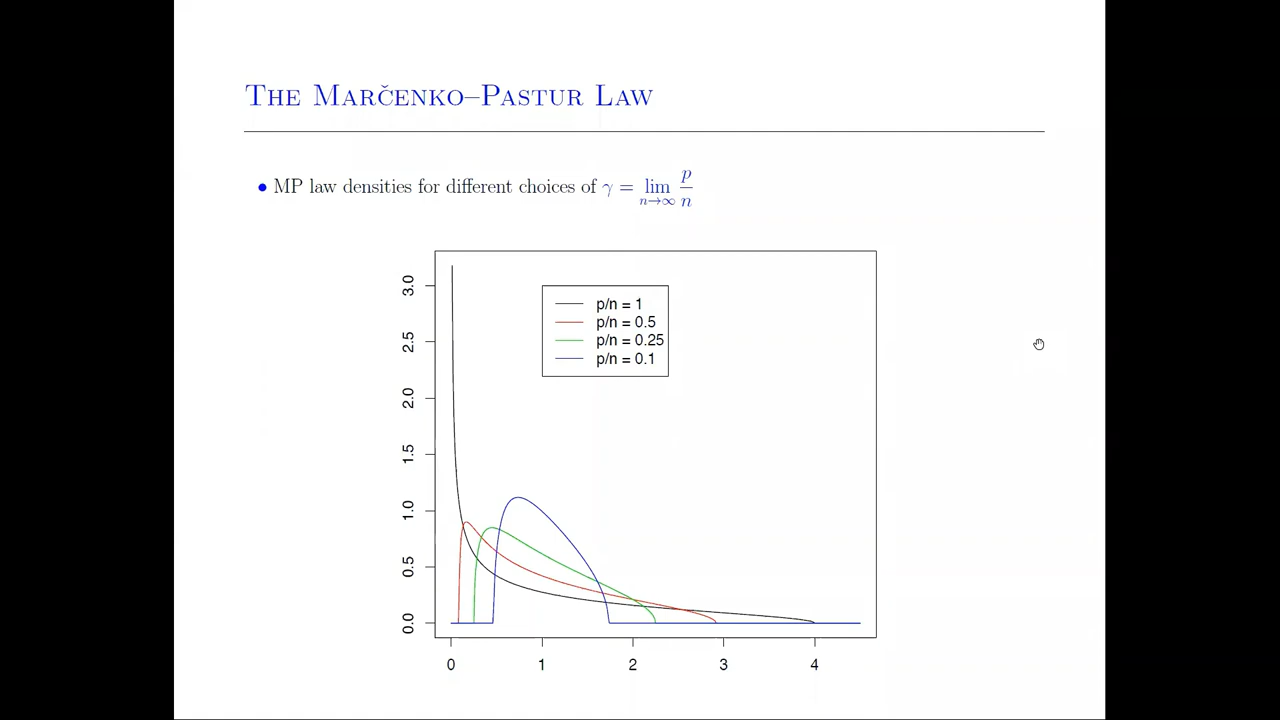 The Marčenko–Pastur Law
• MP law densities for different choices of γ = lim n→∞ p/n
p/n = 1
p/n = 0.5
p/n = 0.25
p/n = 0.1
3.0
2.5
2.0
1.5
1.0
0.5
0.0
0 1 2 3 4